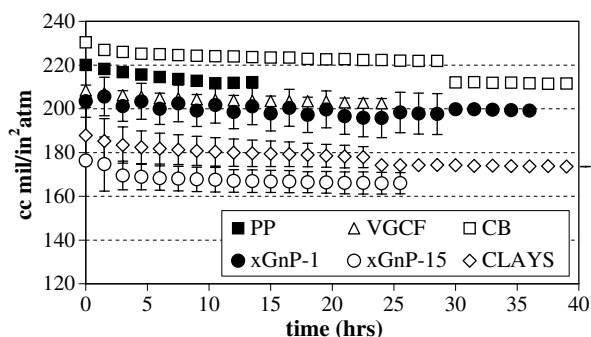 240
220
200
180
160
140
120
cc mil/in²atm
PP VGCF CB
xGnP-1 xGnP-15 CLAYS
0 5 10 15 20 25 30 35 40
time (hrs)